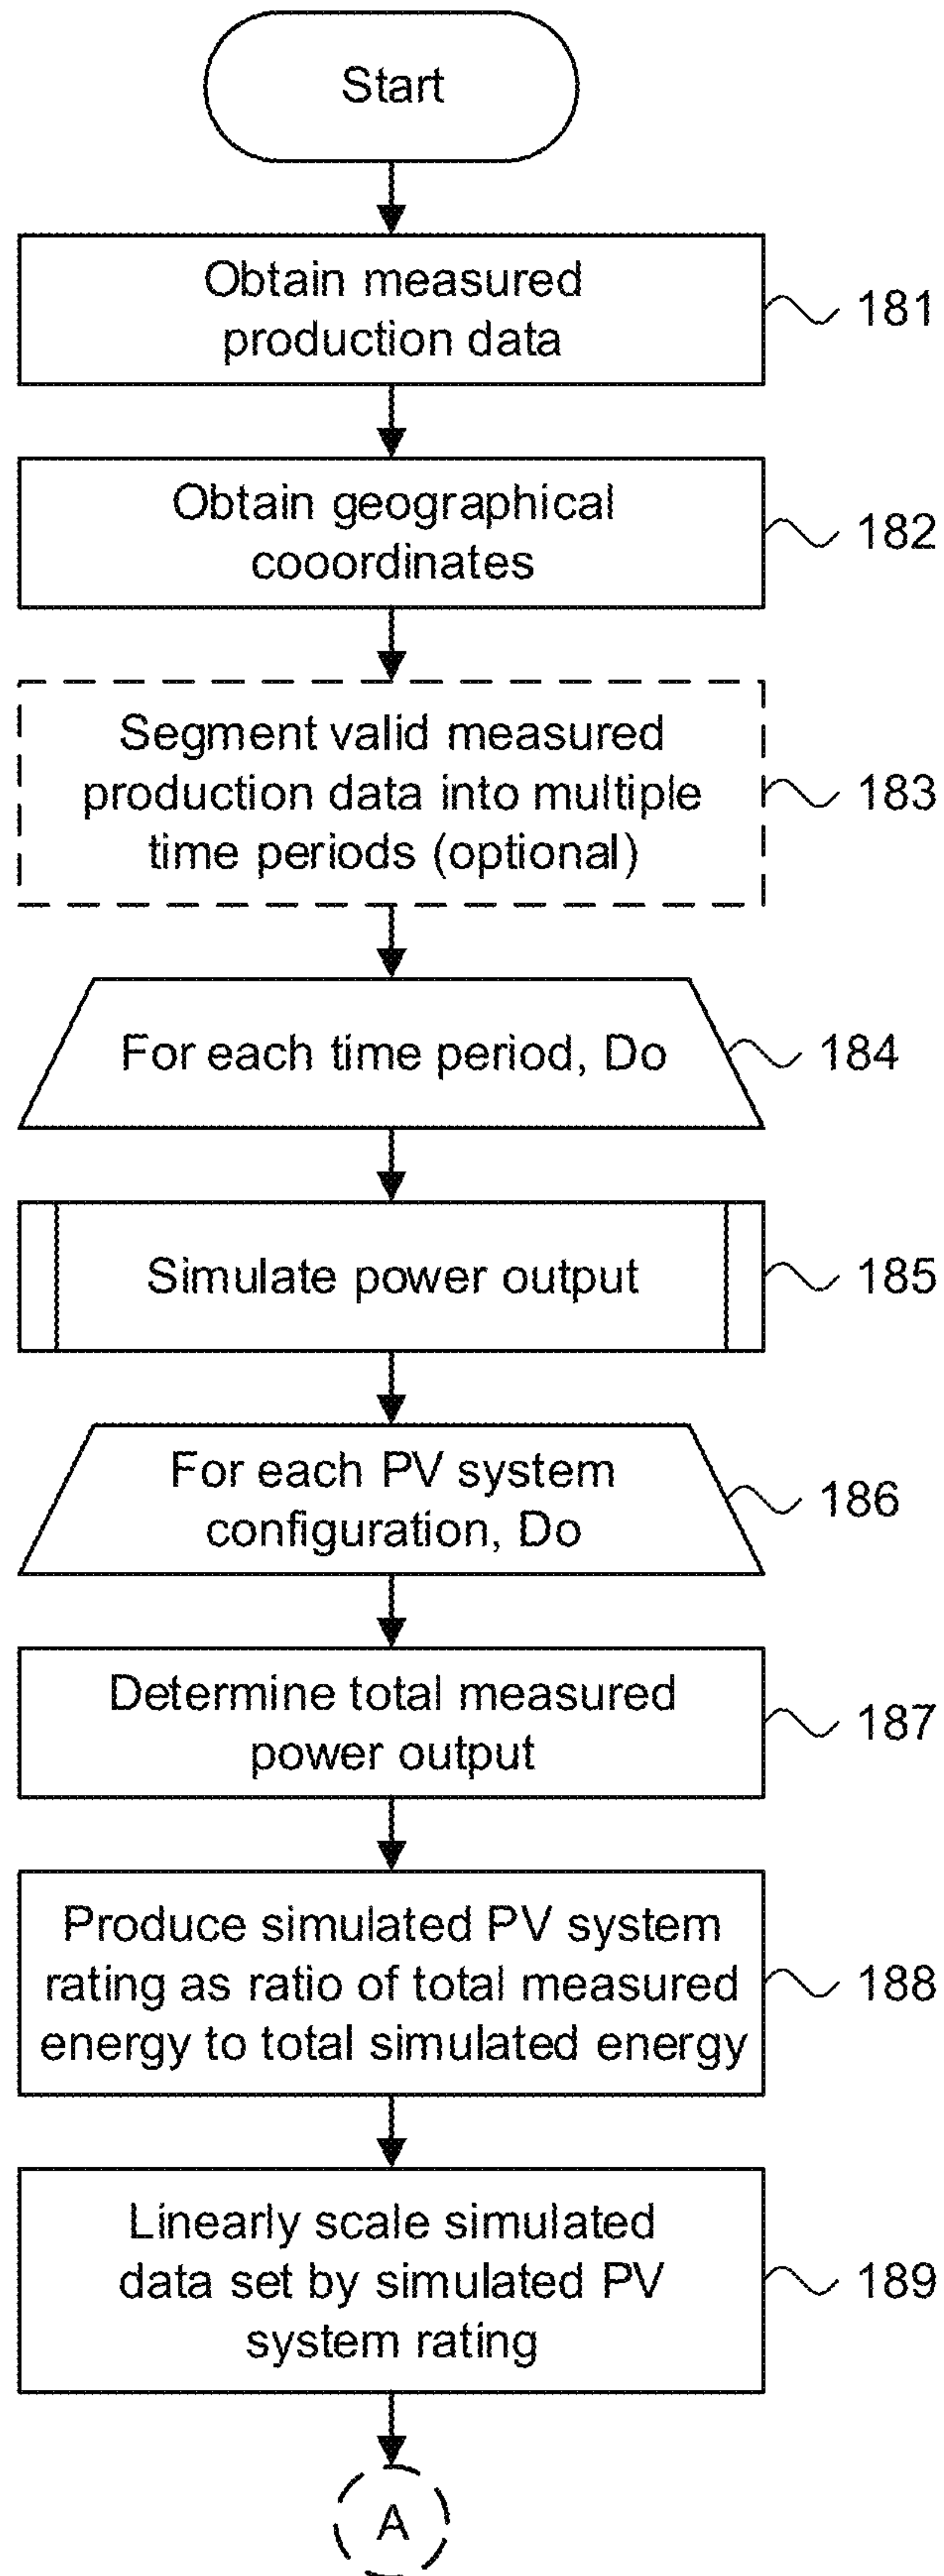 Start
Obtain measured
production data
181
Obtain geographical
cooordinates
182
Segment valid measured
production data into multiple
time periods (optional)
183
For each time period, Do
184
Simulate power output
185
For each PV system
configuration, Do
186
Determine total measured
power output
187
Produce simulated PV system
rating as ratio of total measured
energy to total simulated energy
188
Linearly scale simulated
data set by simulated PV
system rating
189
A